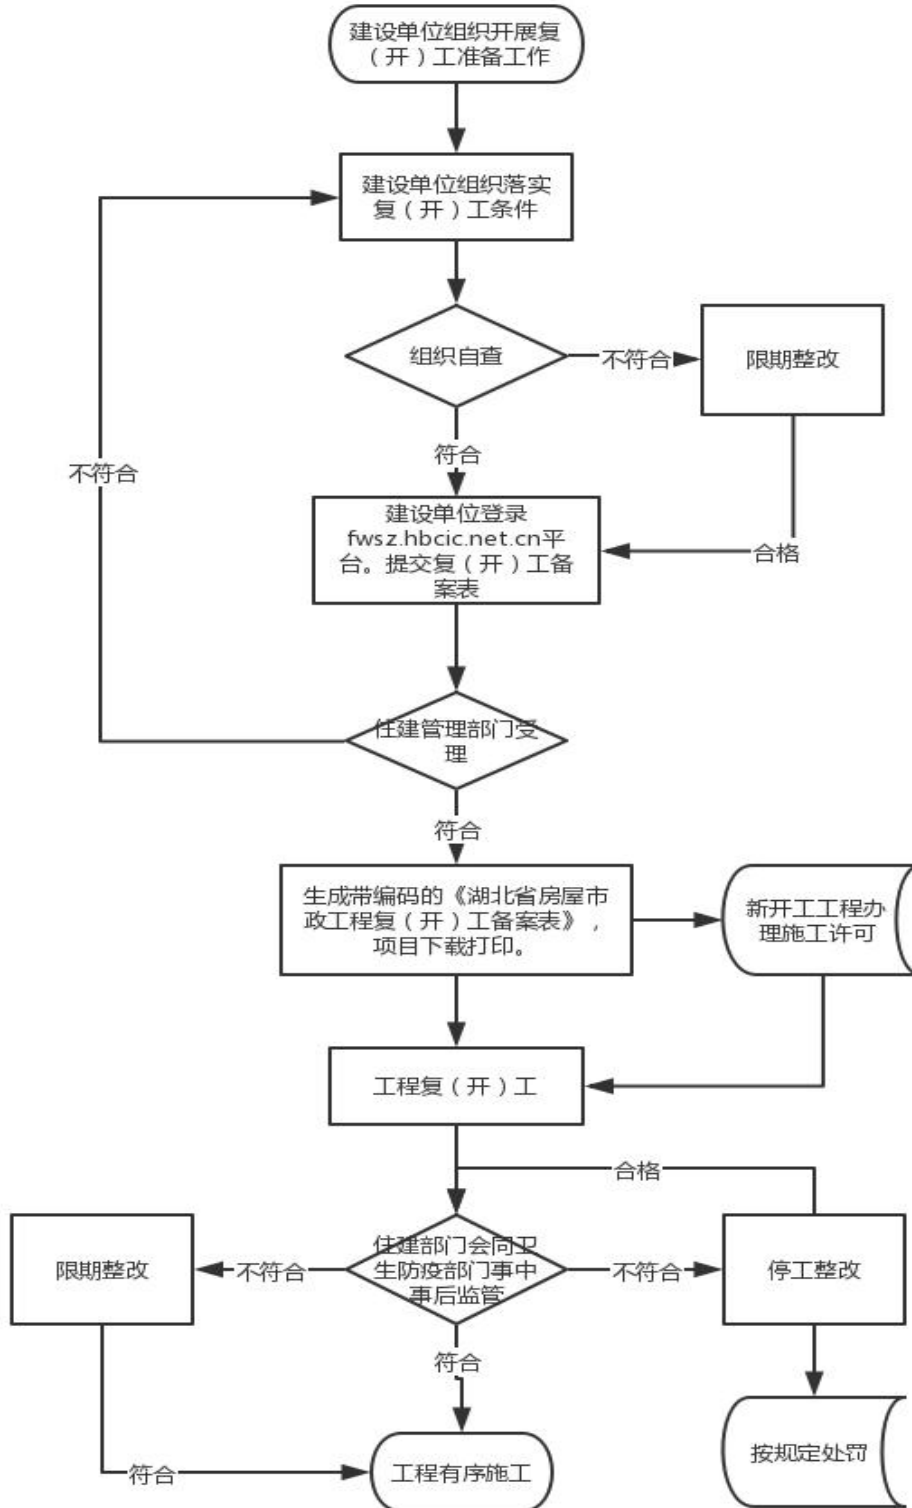 建设单位组织开展复
（开）工准备工作
建设单位组织落实
复（开）工条件
组织自查
不符合
限期整改
符合
不符合
建设单位登录
fwsz.hbcic.net.cn平
台。提交复（开）工备
案表
合格
住建管理部门受
理
符合
生成带编码的《湖北省房屋市
政工程复（开）工备案表》，
项目下载打印。
新开工工程办
理施工许可
工程复（开）工
合格
限期整改
不符合
住建部门会同卫
生防疫部门事中
事后监管
不符合
停工整改
符合
符合
工程有序施工
按规定处罚